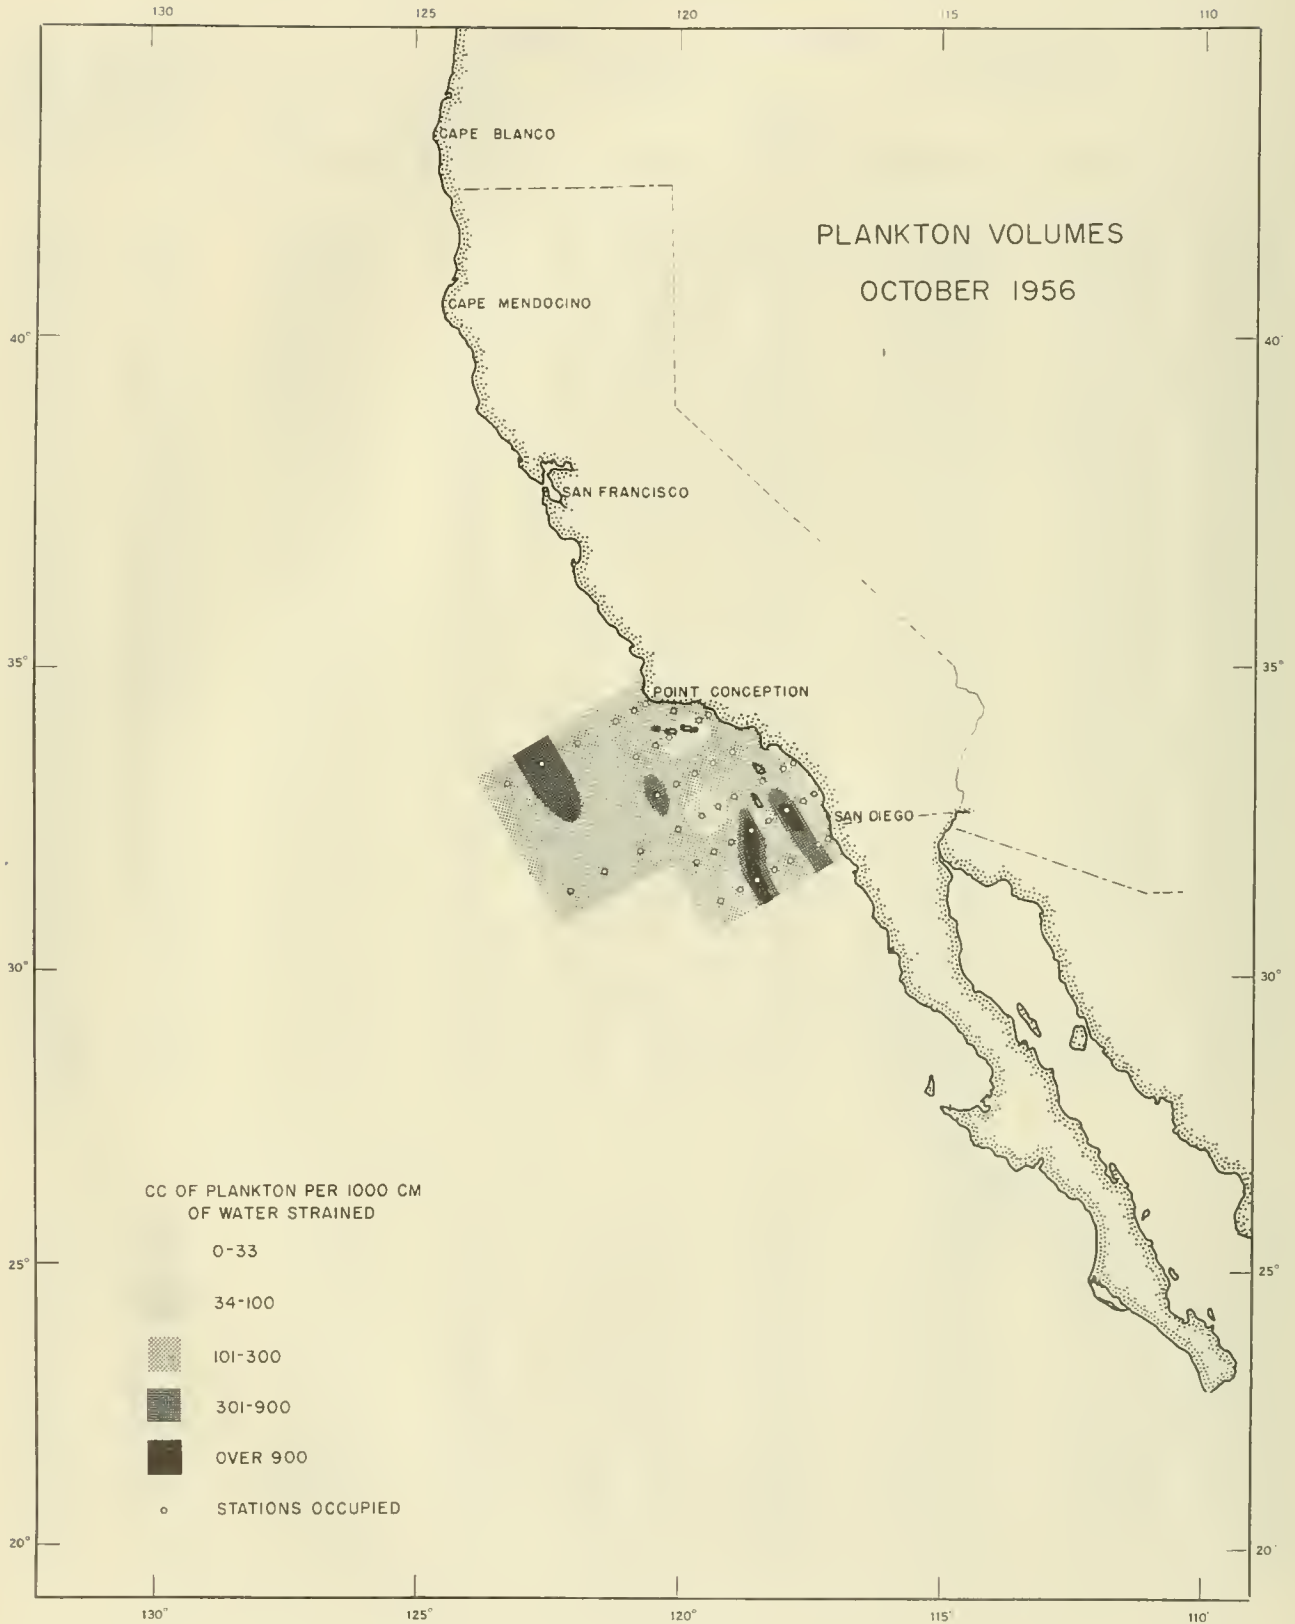 130 125 120 115 110
CAPE BLANCO
PLANKTON VOLUMES
OCTOBER 1956
CAPE MENDOCINO
40° 40°
SAN FRANCISCO
35° 35°
POINT CONCEPTION
SAN DIEGO
30° 30°
CC OF PLANKTON PER 1000 CM
OF WATER STRAINED
0-33
25° 25°
34-100
101-300
301-900
OVER 900
STATIONS OCCUPIED
20° 20°
130° 125° 120° 115° 110°